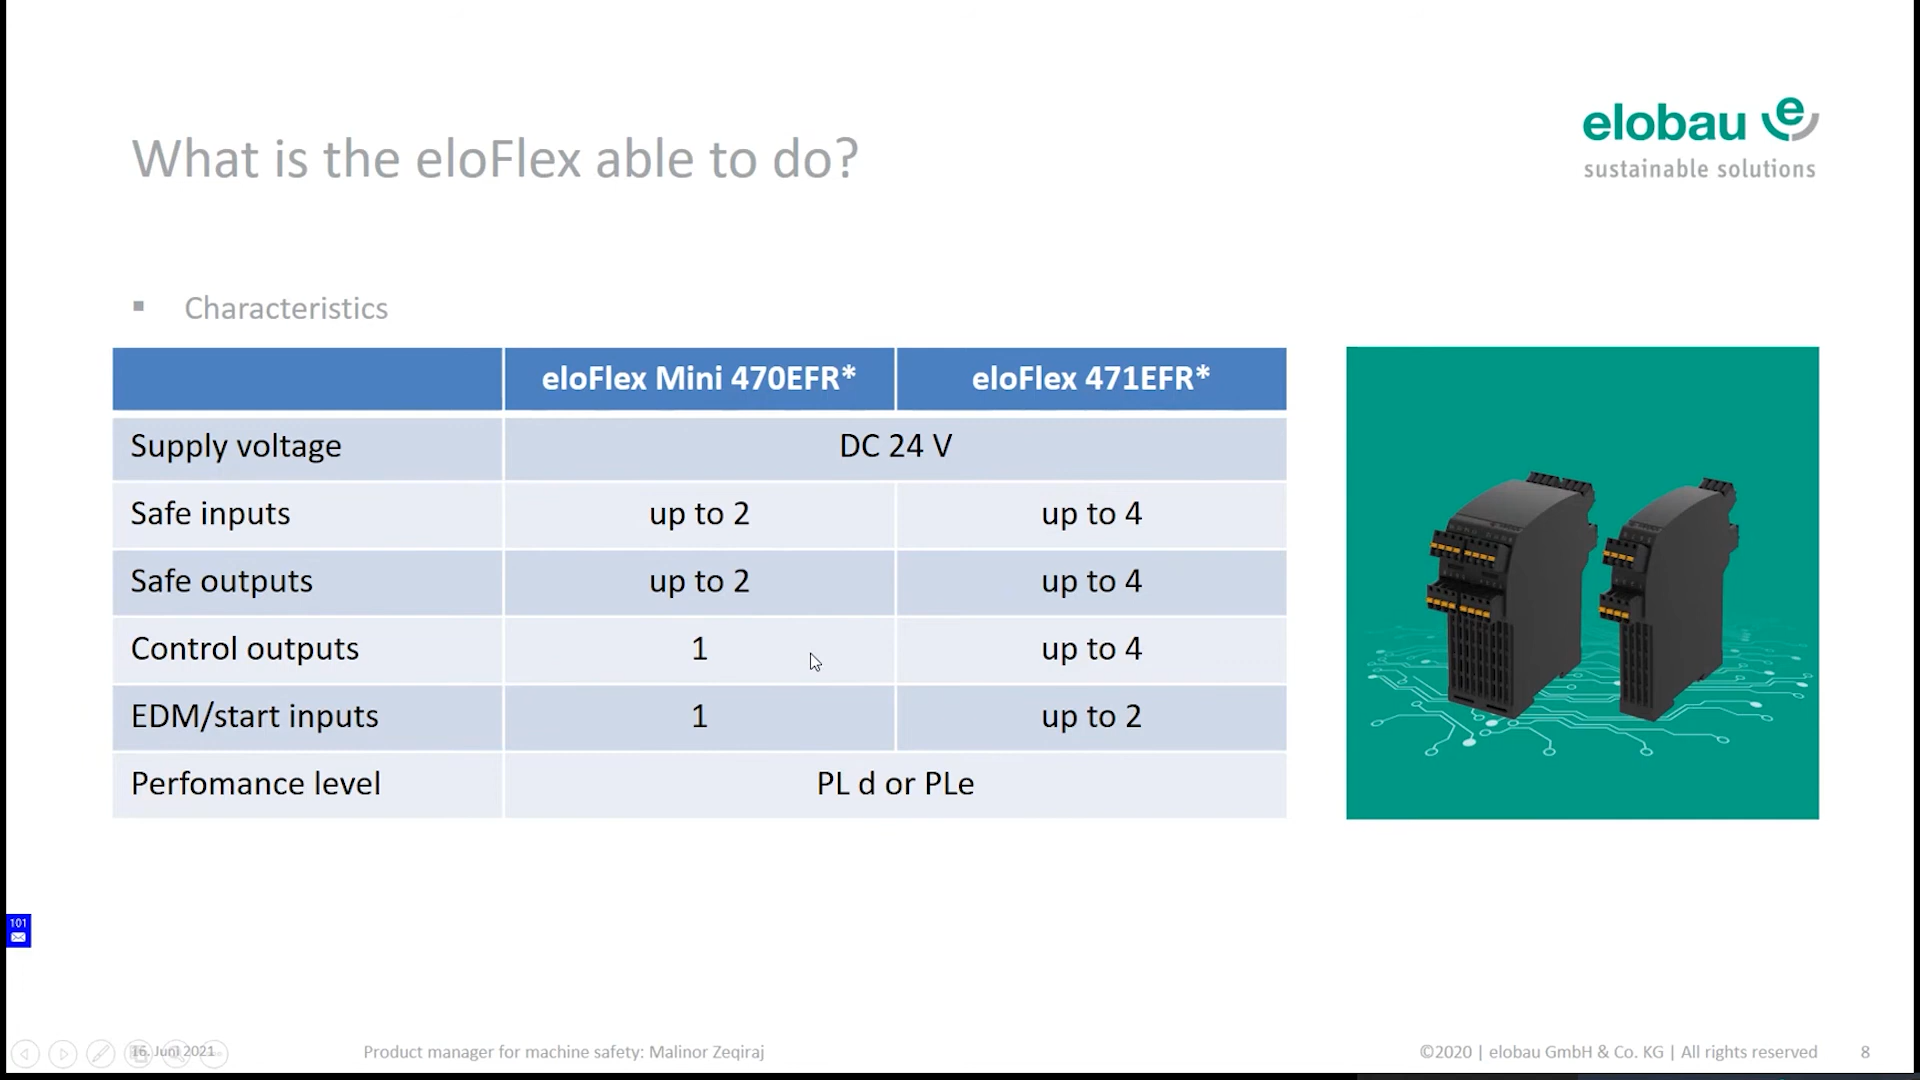 elobau e
sustainable solutions
What is the eloFlex able to do?
▪ Characteristics
eloFlex Mini 470EFR* eloFlex 471EFR*
Supply voltage DC 24 V
Safe inputs up to 2 up to 4
Safe outputs up to 2 up to 4
Control outputs 1 up to 4
EDM/start inputs 1 up to 2
Perfomance level PL d or PLe
101
16. Juni 2021 Product manager for machine safety: Malinor Zeqiraj ©2020 | elobau GmbH & Co. KG | All rights reserved 8